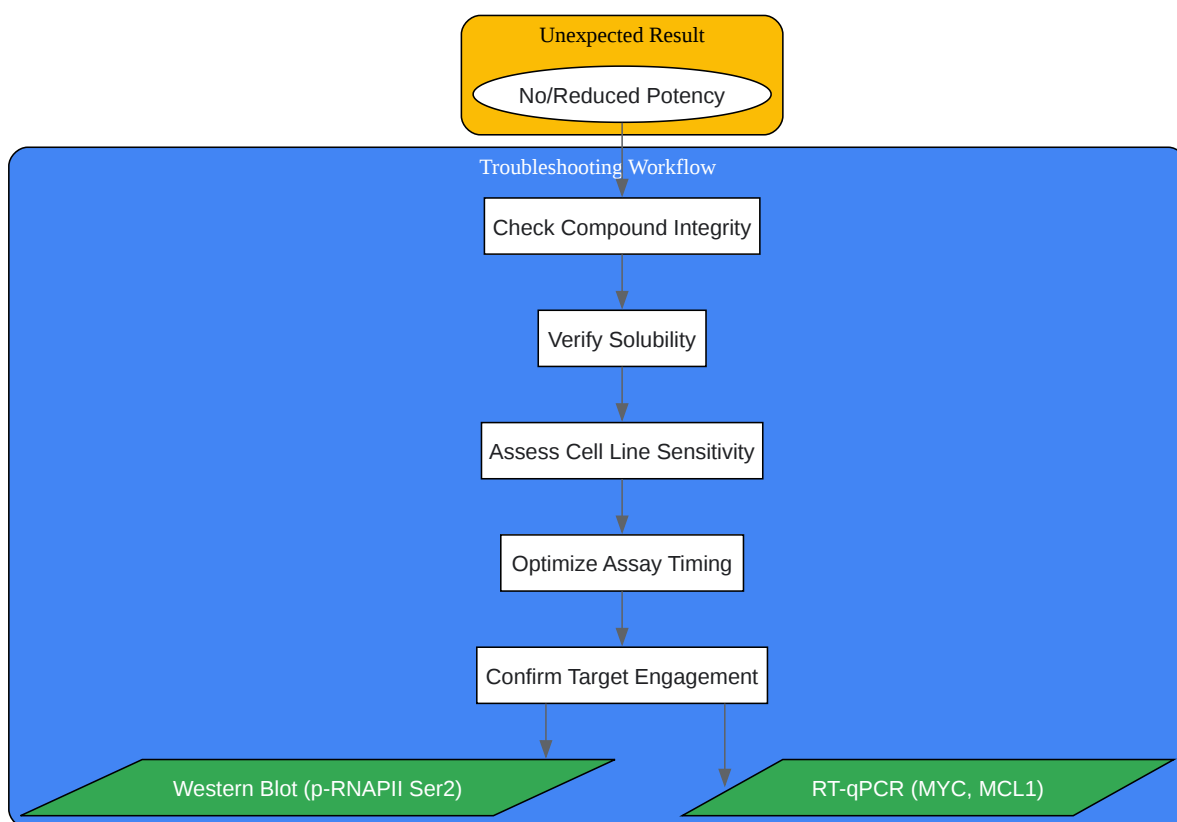 Unexpected Result
No/Reduced Potency
Troubleshooting Workflow
Check Compound Integrity
Verify Solubility
Assess Cell Line Sensitivity
Optimize Assay Timing
Confirm Target Engagement
Western Blot (p-RNAPII Ser2)
RT-qPCR (MYC, MCL1)